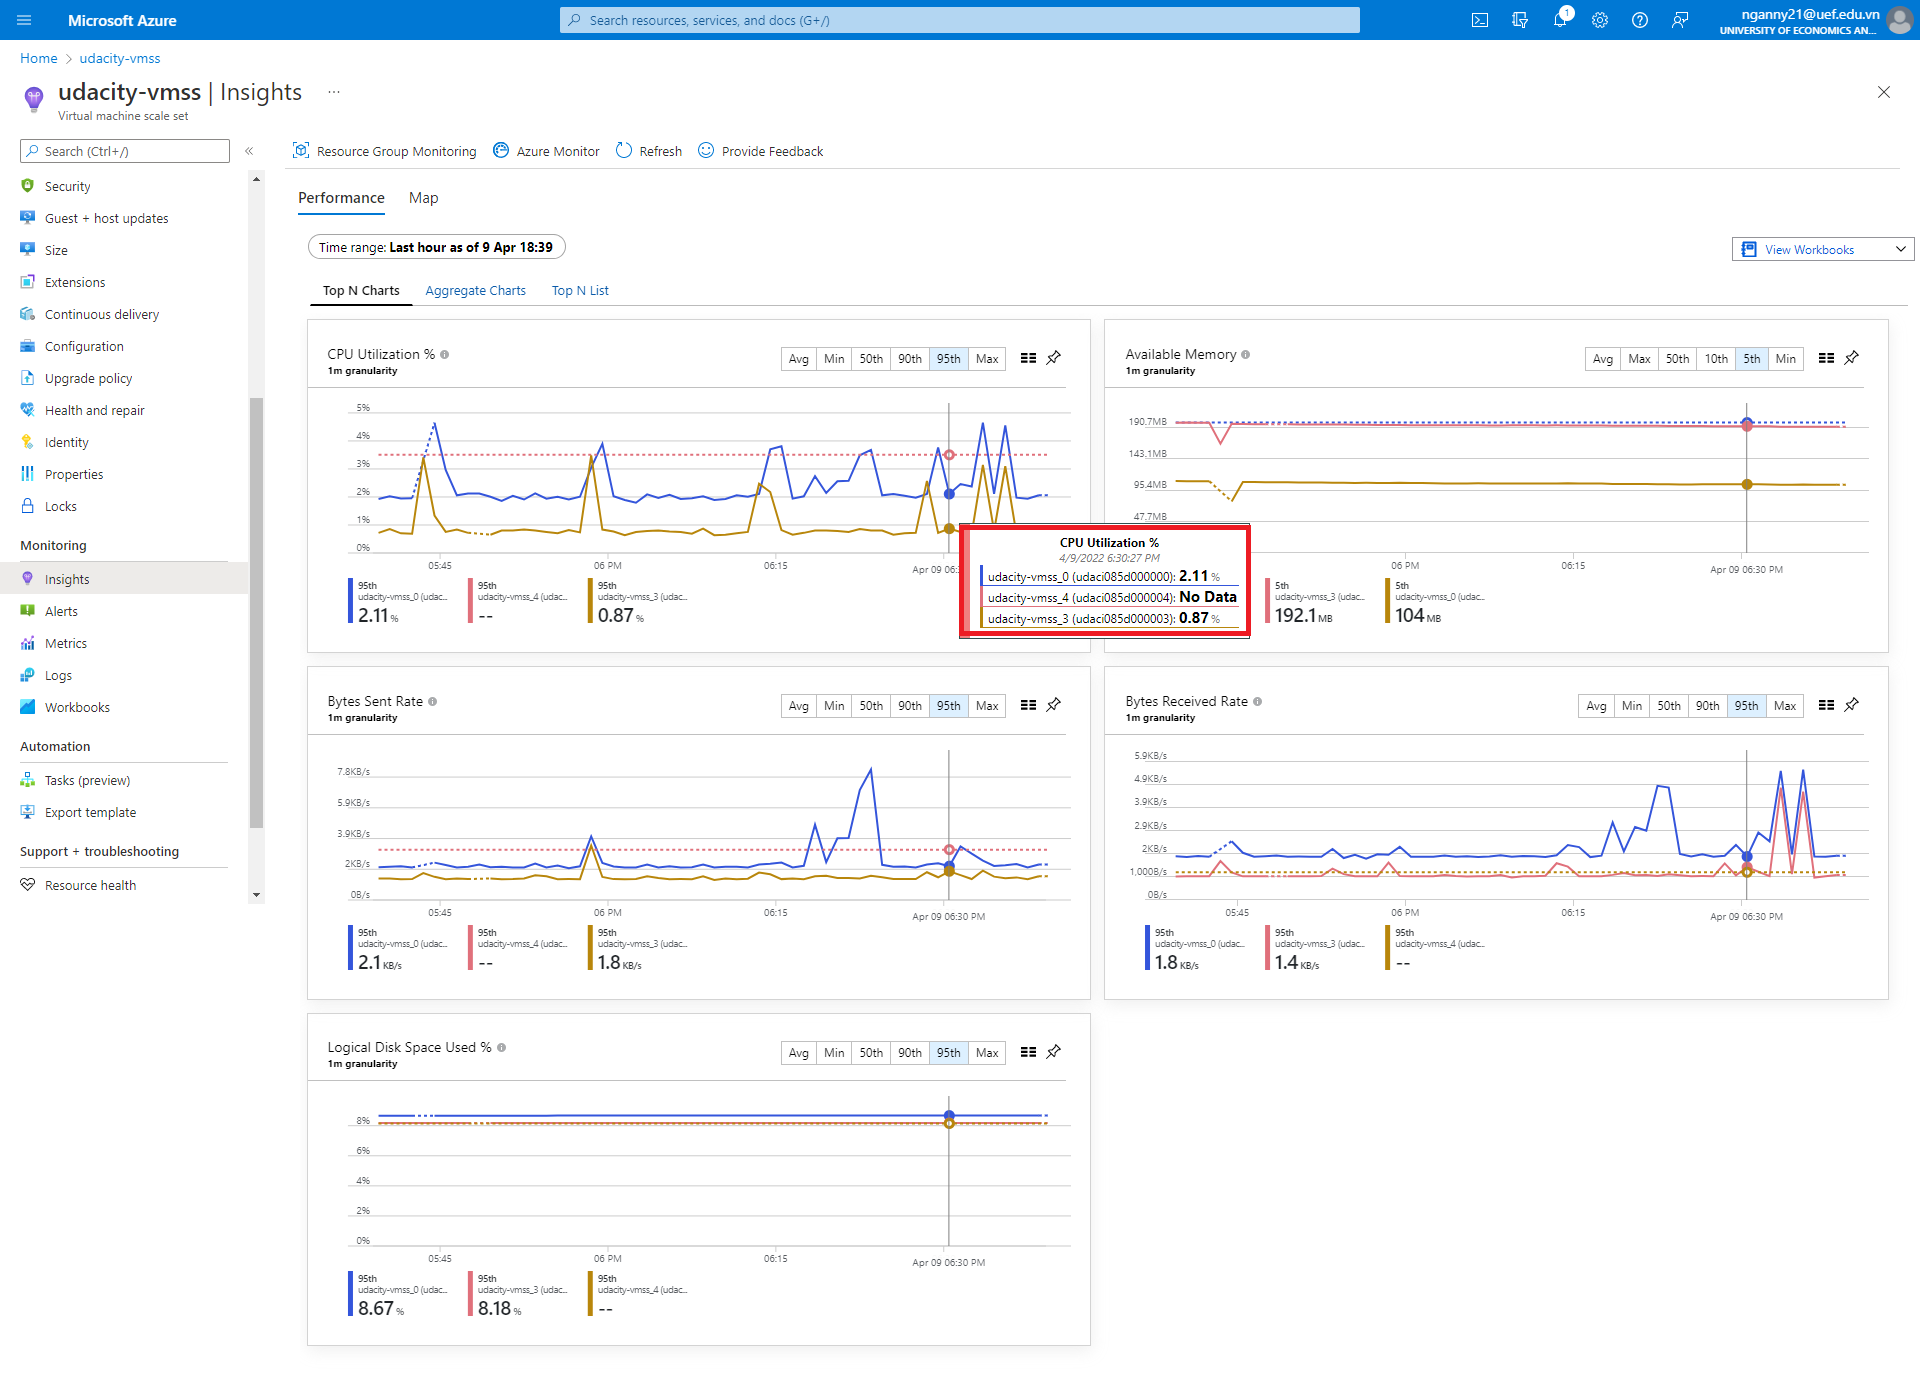 Microsoft Azure
Search resources, services, and docs (G+/)
1
nganny21@uef.edu.vn
UNIVERSITY OF ECONOMICS AN...
Home > udacity-vmss
udacity-vmss | Insights ...
Virtual machine scale set
Search (Ctrl+/)
«
Security
Guest + host updates
Size
Extensions
Continuous delivery
Configuration
Upgrade policy
Health and repair
Identity
Properties
Locks
Monitoring
Insights
Alerts
Metrics
Logs
Workbooks
Automation
Tasks (preview)
Export template
Support + troubleshooting
Resource health
Resource Group Monitoring
Azure Monitor
Refresh
Provide Feedback
Performance
Map
Time range: Last hour as of 9 Apr 18:39
View Workbooks
Top N Charts
Aggregate Charts
Top N List
CPU Utilization %
1m granularity
Avg Min 50th 90th 95th Max
5%
4%
3%
2%
1%
0%
05:45 06 PM 06:15 Apr 09 06:3
95th
udacity-vmss_0 (udac...
2.11 %
95th
udacity-vmss_4 (udac...
--
95th
udacity-vmss_3 (udac...
0.87 %
CPU Utilization %
4/9/2022 6:30:27 PM
udacity-vmss_0 (udaci085d000000): 2.11 %
udacity-vmss_4 (udaci085d000004): No Data
udacity-vmss_3 (udaci085d000003): 0.87 %
Available Memory
1m granularity
Avg Max 50th 10th 5th Min
190.7MB
143.1MB
95.4MB
47.7MB
06 PM 06:15 Apr 09 06:30 PM
5th
udacity-vmss_3 (udac...
192.1 MB
5th
udacity-vmss_0 (udac...
104 MB
Bytes Sent Rate
1m granularity
Avg Min 50th 90th 95th Max
7.8KB/s
5.9KB/s
3.9KB/s
2KB/s
0B/s
05:45 06 PM 06:15 Apr 09 06:30 PM
95th
udacity-vmss_0 (udac...
2.1 KB/s
95th
udacity-vmss_4 (udac...
--
95th
udacity-vmss_3 (udac...
1.8 KB/s
Bytes Received Rate
1m granularity
Avg Min 50th 90th 95th Max
5.9KB/s
4.9KB/s
3.9KB/s
2.9KB/s
2KB/s
1,000B/s
0B/s
05:45 06 PM 06:15 Apr 09 06:30 PM
95th
udacity-vmss_0 (udac...
1.8 KB/s
95th
udacity-vmss_3 (udac...
1.4 KB/s
95th
udacity-vmss_4 (udac...
--
Logical Disk Space Used %
1m granularity
Avg Min 50th 90th 95th Max
8%
6%
4%
2%
0%
05:45 06 PM 06:15 Apr 09 06:30 PM
95th
udacity-vmss_0 (udac...
8.67 %
95th
udacity-vmss_3 (udac...
8.18 %
95th
udacity-vmss_4 (udac...
--